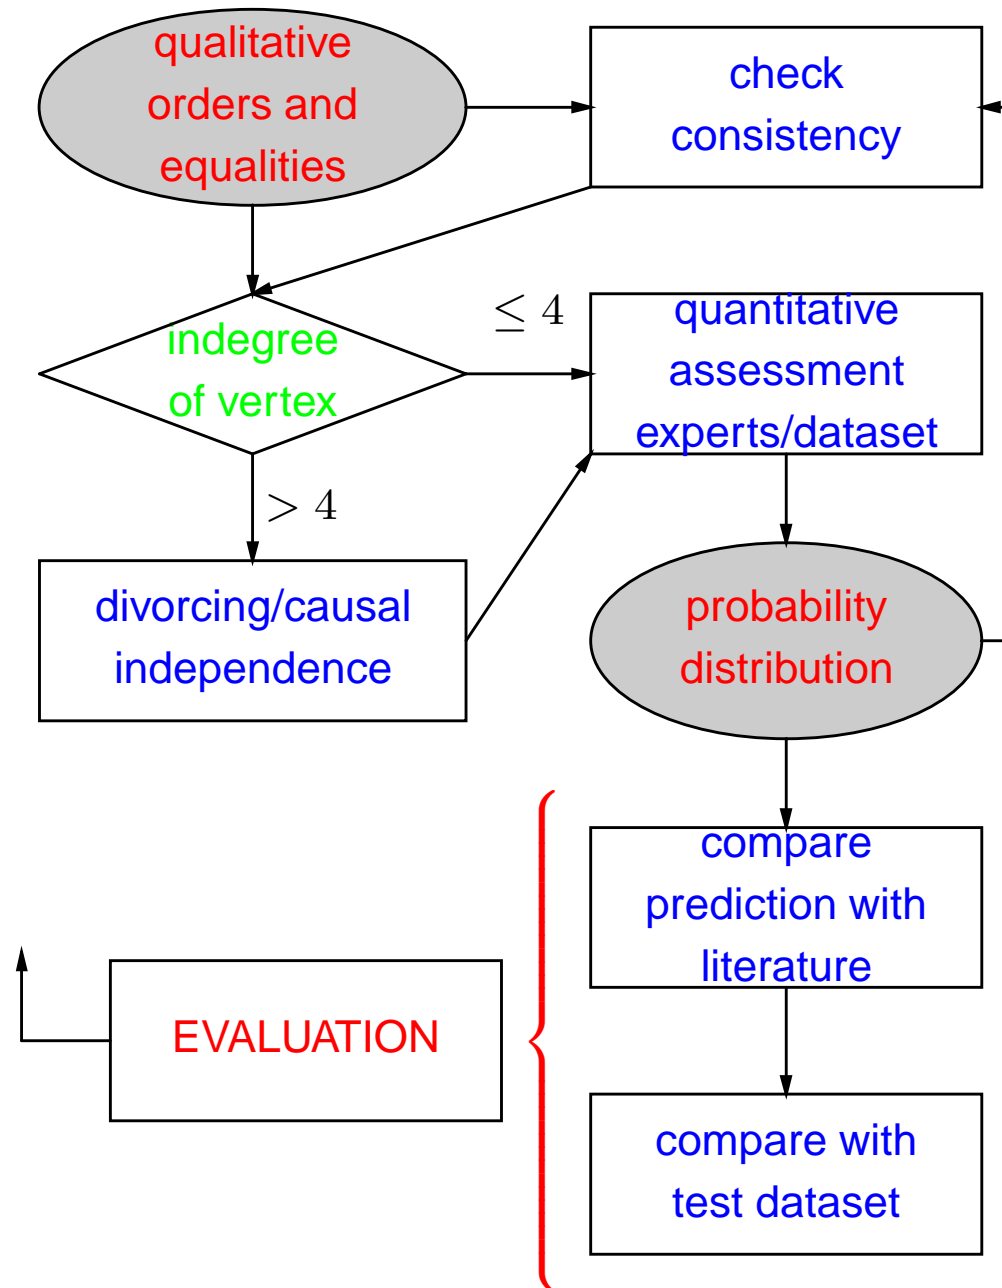 qualitative
orders and
equalities
check
consistency
indegree
of vertex
≤ 4
quantitative
assessment
experts/dataset
> 4
divorcing/causal
independence
probability
distribution
compare
prediction with
literature
EVALUATION
compare with
test dataset